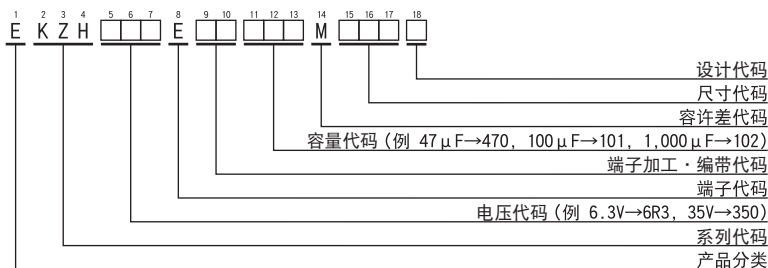 1 2 3 4 5 6 7 8 9 10 11 12 13 14 15 16 17 18
E K Z H □□□ E □□ □□□ M □□□ □
设计代码
尺寸代码
容许差代码
容量代码 (例 47μF→470, 100μF→101, 1,000μF→102)
端子加工・编带代码
端子代码
电压代码 (例 6.3V→6R3, 35V→350)
系列代码
产品分类